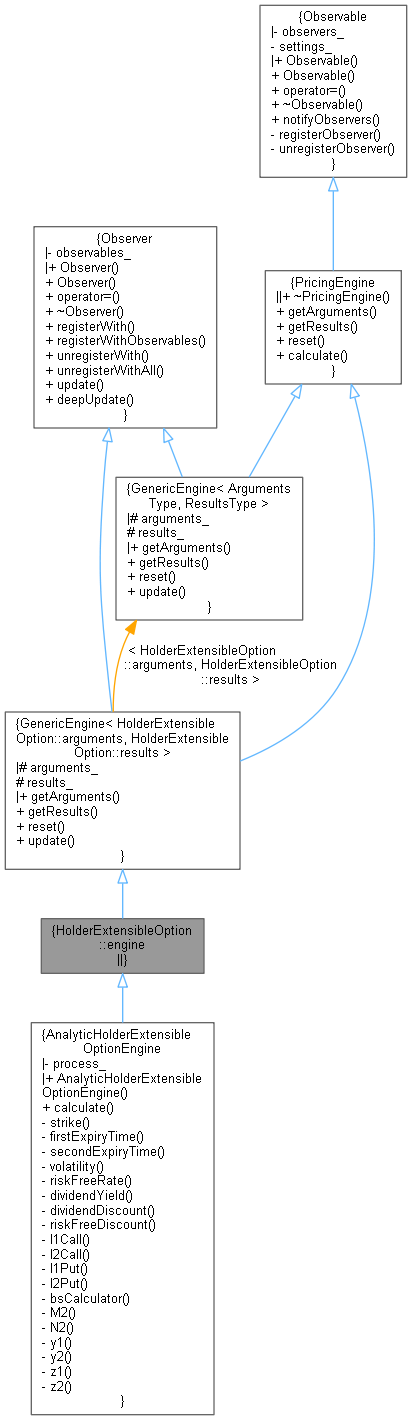 {Observable
|- observers_
- settings_
|+ Observable()
+ Observable()
+ operator=()
+ ~Observable()
+ notifyObservers()
- registerObserver()
- unregisterObserver()
}
{Observer
|- observables_
|+ Observer()
+ Observer()
+ operator=()
+ ~Observer()
+ registerWith()
+ registerWithObservables()
+ unregisterWith()
+ unregisterWithAll()
+ update()
+ deepUpdate()
}
{PricingEngine
||+ ~PricingEngine()
+ getArguments()
+ getResults()
+ reset()
+ calculate()
}
{GenericEngine< Arguments
Type, ResultsType >
|# arguments_
# results_
|+ getArguments()
+ getResults()
+ reset()
+ update()
}
< HolderExtensibleOption
::arguments, HolderExtensibleOption
::results >
{GenericEngine< HolderExtensible
Option::arguments, HolderExtensible
Option::results >
|# arguments_
# results_
|+ getArguments()
+ getResults()
+ reset()
+ update()
}
{HolderExtensibleOption
::engine
||}
{AnalyticHolderExtensible
OptionEngine
|- process_
|+ AnalyticHolderExtensible
OptionEngine()
+ calculate()
- strike()
- firstExpiryTime()
- secondExpiryTime()
- volatility()
- riskFreeRate()
- dividendYield()
- dividendDiscount()
- riskFreeDiscount()
- I1Call()
- I2Call()
- I1Put()
- I2Put()
- bsCalculator()
- M2()
- N2()
- y1()
- y2()
- z1()
- z2()
}